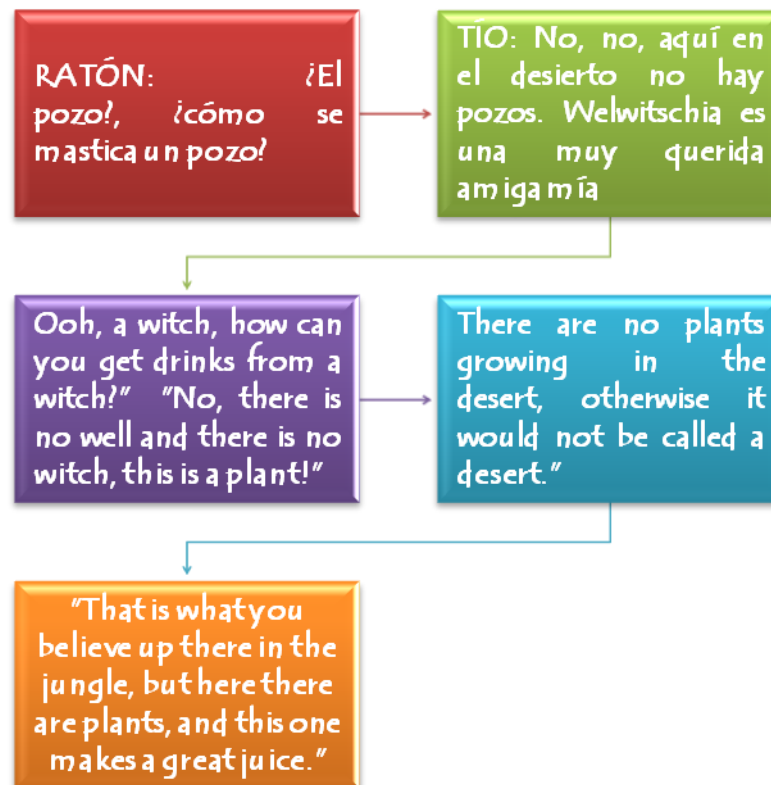 RATÓN: ¿El
pozo?, ¿cómo se
mastica un pozo?
TÍO: No, no, aquí en
el desierto no hay
pozos. Welwitschia es
una muy querida
amiga mía
Ooh, a witch, how can
you get drinks from a
witch?" "No, there is
no well and there is no
witch, this is a plant!"
There are no plants
growing in the
desert, otherwise it
would not be called a
desert."
"That is what you
believe up there in the
jungle, but here there
are plants, and this one
makes a great juice."